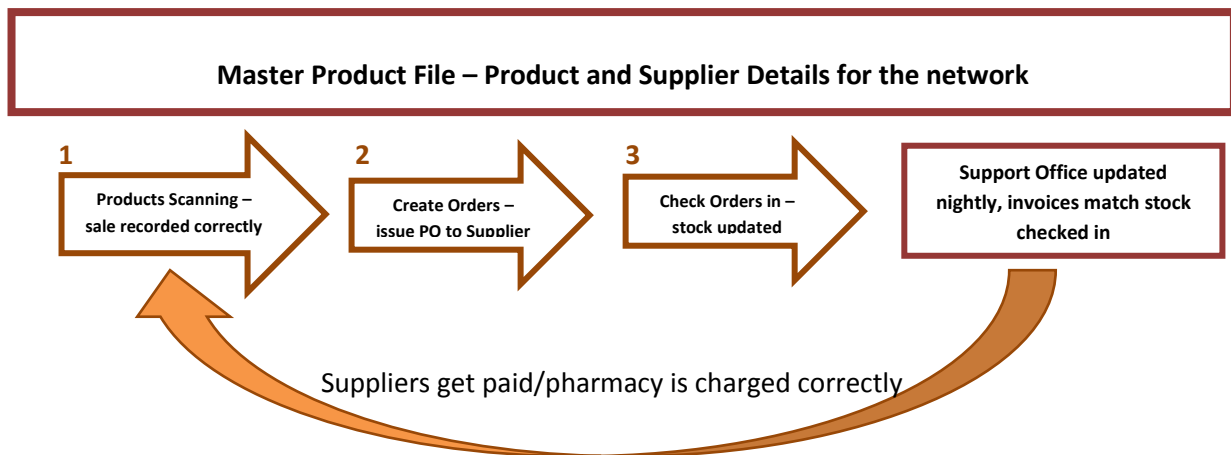 Master Product File – Product and Supplier Details for the network
1
Products Scanning –
sale recorded correctly
2
Create Orders –
issue PO to Supplier
3
Check Orders in –
stock updated
Support Office updated
nightly, invoices match stock
checked in
Suppliers get paid/pharmacy is charged correctly